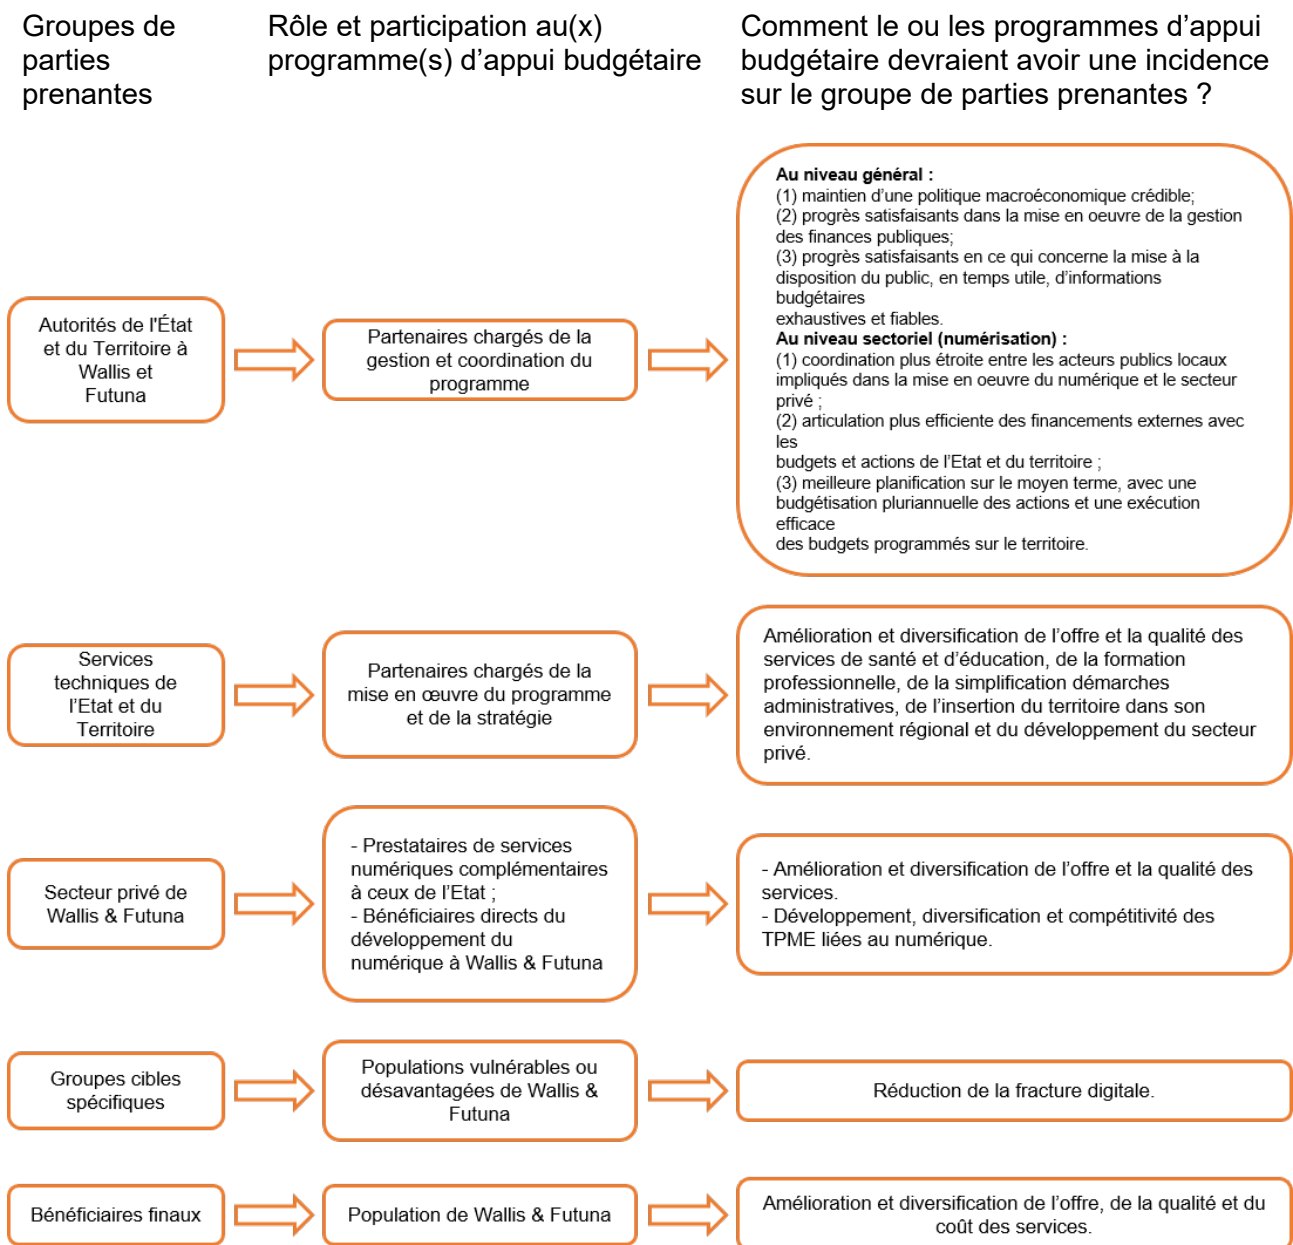 Groupes de
parties
prenantes
Rôle et participation au(x)
programme(s) d’appui budgétaire
Comment le ou les programmes d’appui
budgétaire devraient avoir une incidence
sur le groupe de parties prenantes ?
Autorités de l'État
et du Territoire à
Wallis et
Futuna
Partenaires chargés de la
gestion et coordination du
programme
Au niveau général :
(1) maintien d’une politique macroéconomique crédible;
(2) progrès satisfaisants dans la mise en oeuvre de la gestion
des finances publiques;
(3) progrès satisfaisants en ce qui concerne la mise à la
disposition du public, en temps utile, d’informations
budgétaires
exhaustives et fiables.
Au niveau sectoriel (numérisation) :
(1) coordination plus étroite entre les acteurs publics locaux
impliqués dans la mise en oeuvre du numérique et le secteur
privé ;
(2) articulation plus efficiente des financements externes avec
les
budgets et actions de l’Etat et du territoire ;
(3) meilleure planification sur le moyen terme, avec une
budgétisation pluriannuelle des actions et une exécution
efficace
des budgets programmés sur le territoire.
Services
techniques de
l’Etat et du
Territoire
Partenaires chargés de la
mise en œuvre du programme
et de la stratégie
Amélioration et diversification de l’offre et la qualité des
services de santé et d’éducation, de la formation
professionnelle, de la simplification démarches
administratives, de l’insertion du territoire dans son
environnement régional et du développement du secteur
privé.
Secteur privé de
Wallis & Futuna
- Prestataires de services
numériques complémentaires
à ceux de l’Etat ;
- Bénéficiaires directs du
développement du
numérique à Wallis & Futuna
- Amélioration et diversification de l’offre et la qualité des
services.
- Développement, diversification et compétitivité des
TPME liées au numérique.
Groupes cibles
spécifiques
Populations vulnérables ou
désavantagées de Wallis &
Futuna
Réduction de la fracture digitale.
Bénéficiaires finaux
Population de Wallis & Futuna
Amélioration et diversification de l’offre, de la qualité et du
coût des services.